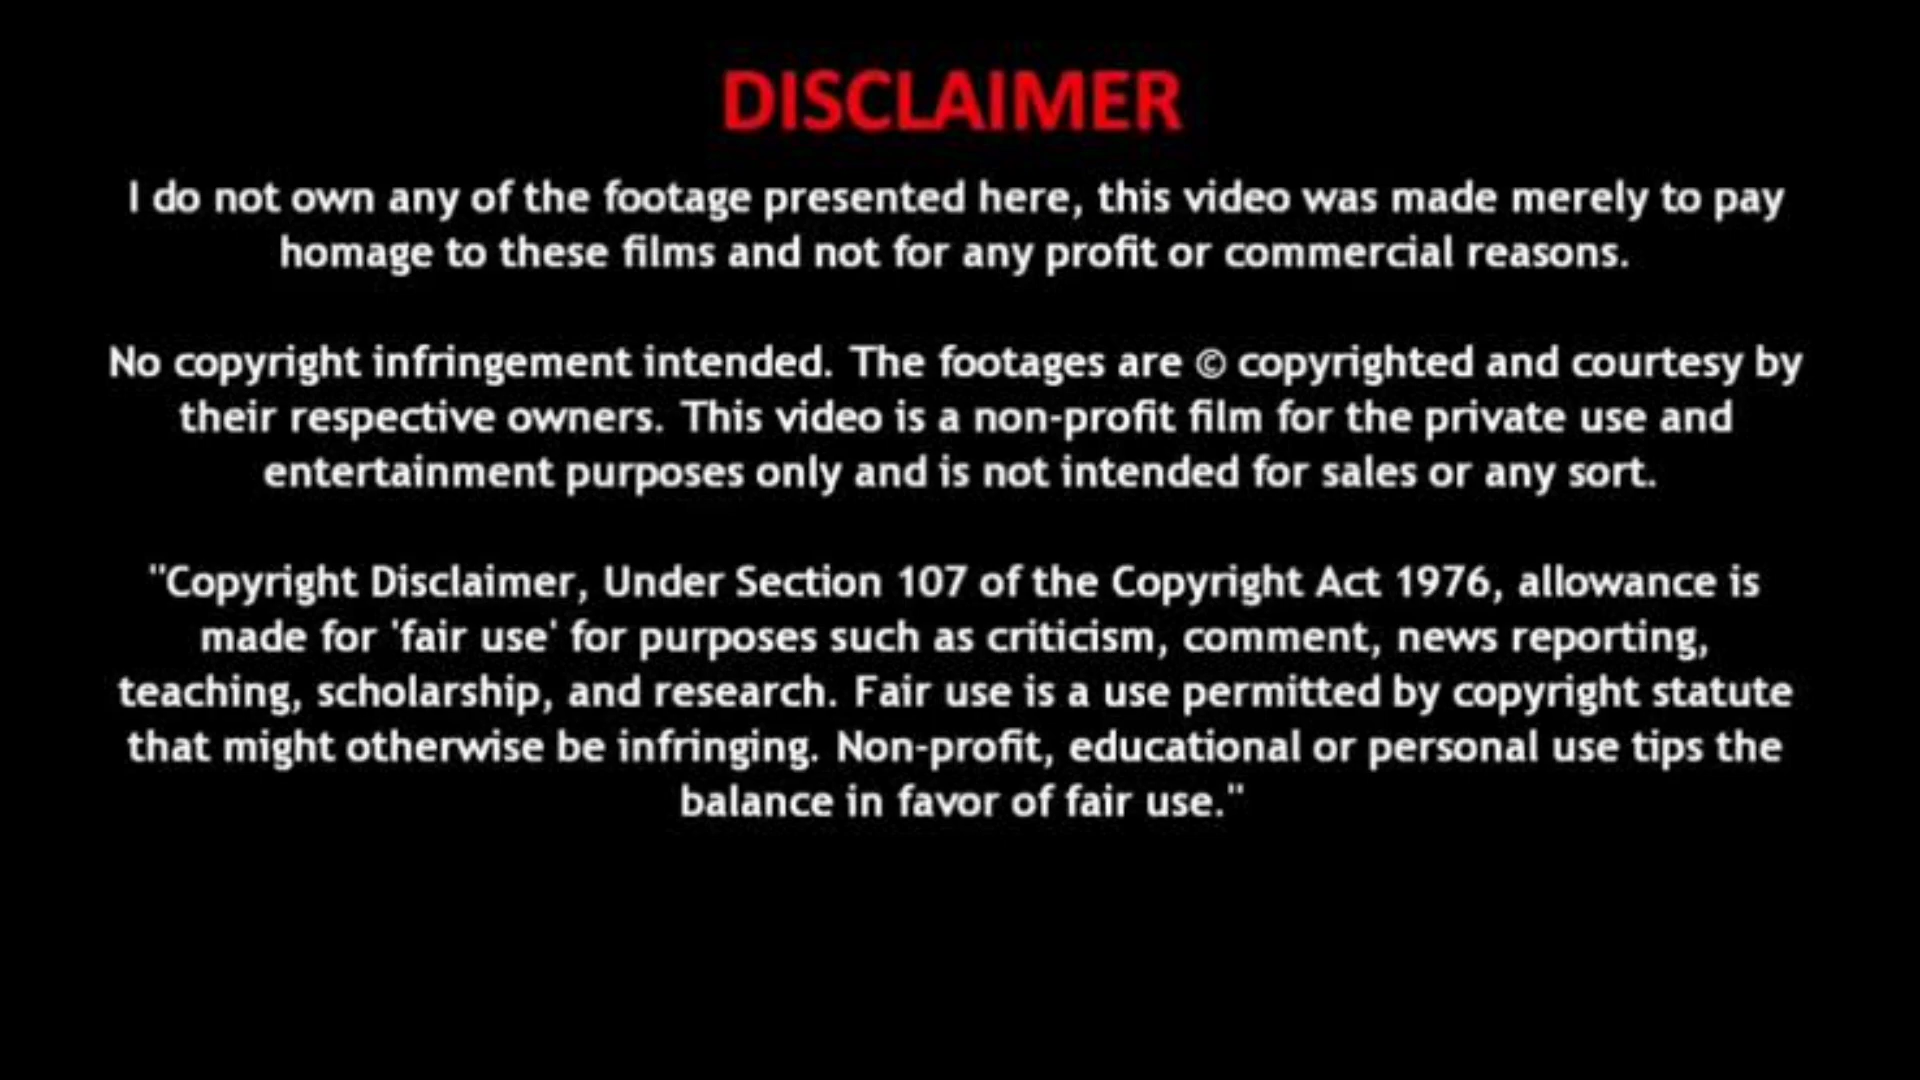 DISCLAIMER
I do not own any of the footage presented here, this video was made merely to pay
homage to these films and not for any profit or commercial reasons.
No copyright infringement intended. The footages are © copyrighted and courtesy by
their respective owners. This video is a non-profit film for the private use and
entertainment purposes only and is not intended for sales or any sort.
"Copyright Disclaimer, Under Section 107 of the Copyright Act 1976, allowance is
made for 'fair use' for purposes such as criticism, comment, news reporting,
teaching, scholarship, and research. Fair use is a use permitted by copyright statute
that might otherwise be infringing. Non-profit, educational or personal use tips the
balance in favor of fair use."